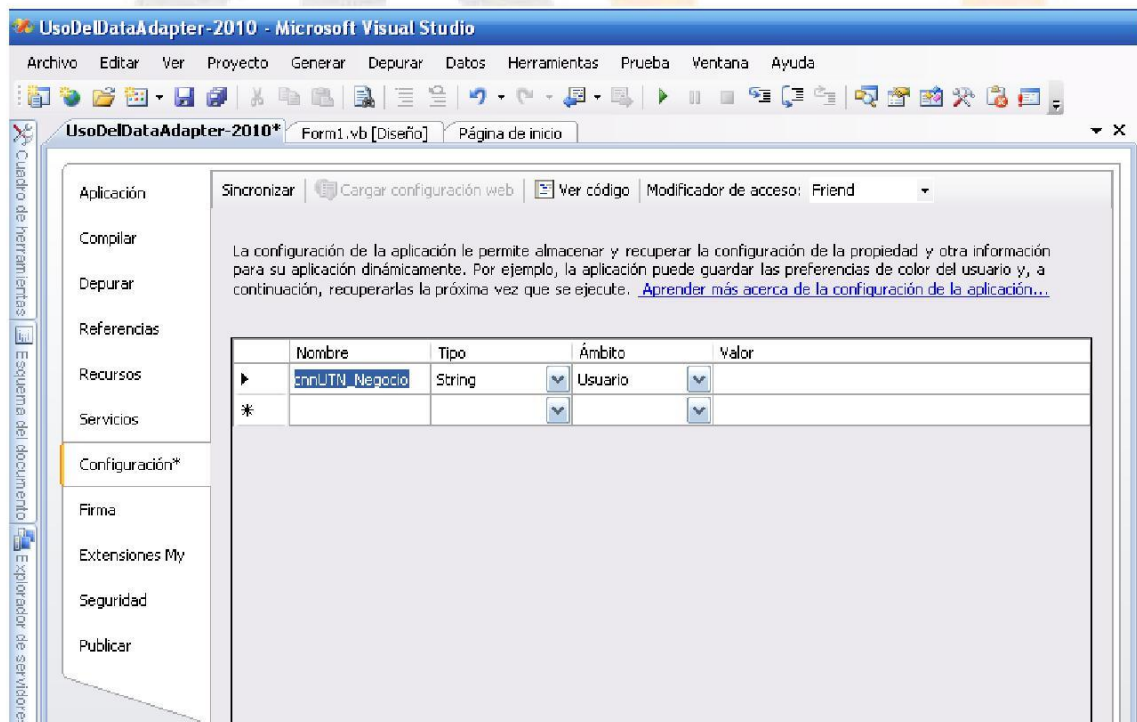 UsoDelDataAdapter-2010 - Microsoft Visual Studio
Archivo Editar Ver Proyecto Generar Depurar Datos Herramientas Prueba Ventana Ayuda
UsoDelDataAdapter-2010* Form1.vb [Diseño] Página de inicio
Cuadro de herramientas
Esquema del documento
Explorador de servidores
Sincronizar Cargar configuración web Ver código Modificador de acceso: Friend
Aplicación
Compilar
Depurar
Referencias
Recursos
Servicios
Configuración*
Firma
Extensiones My
Seguridad
Publicar
La configuración de la aplicación le permite almacenar y recuperar la configuración de la propiedad y otra información
para su aplicación dinámicamente. Por ejemplo, la aplicación puede guardar las preferencias de color del usuario y, a
continuación, recuperarlas la próxima vez que se ejecute. Aprender más acerca de la configuración de la aplicación...
Nombre Tipo Ámbito Valor
cnnUTN_Negocio String Usuario